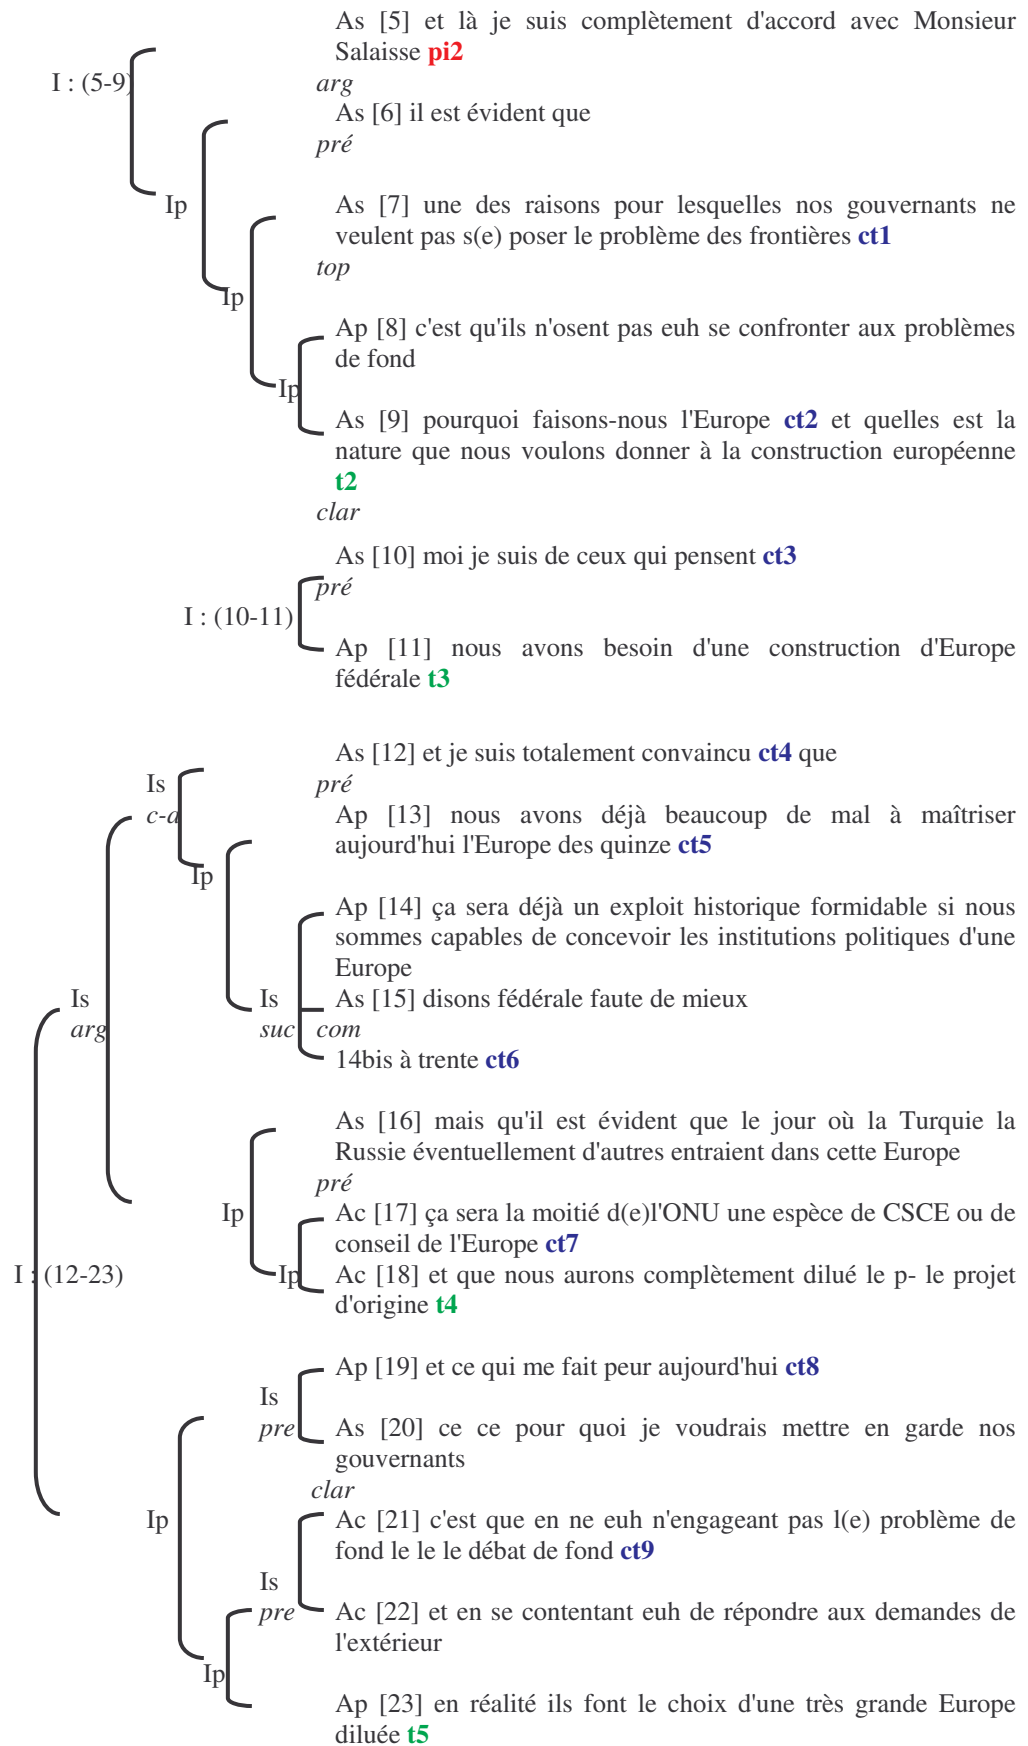 As [5] et là je suis complètement d'accord avec Monsieur
Salaisse pi2
I : (5-9)
arg
As [6] il est évident que
pré
Ip
As [7] une des raisons pour lesquelles nos gouvernants ne
veulent pas s(e) poser le problème des frontières ct1
top
Ip
Ap [8] c'est qu'ils n'osent pas euh se confronter aux problèmes
de fond
Ip
As [9] pourquoi faisons-nous l'Europe ct2 et quelles est la
nature que nous voulons donner à la construction européenne
t2
clar
As [10] moi je suis de ceux qui pensent ct3
pré
I : (10-11)
Ap [11] nous avons besoin d'une construction d'Europe
fédérale t3
As [12] et je suis totalement convaincu ct4 que
Is
pré
c-a
Ap [13] nous avons déjà beaucoup de mal à maîtriser
aujourd'hui l'Europe des quinze ct5
Ip
Ap [14] ça sera déjà un exploit historique formidable si nous
sommes capables de concevoir les institutions politiques d'une
Europe
Is
Is
As [15] disons fédérale faute de mieux
arg
suc
com
14bis à trente ct6
As [16] mais qu'il est évident que le jour où la Turquie la
Russie éventuellement d'autres entraient dans cette Europe
pré
Ip
Ac [17] ça sera la moitié d(e)l'ONU une espèce de CSCE ou de
conseil de l'Europe ct7
I : (12-23)
Ip
Ac [18] et que nous aurons complètement dilué le p- le projet
d'origine t4
Ap [19] et ce qui me fait peur aujourd'hui ct8
Is
pre
As [20] ce ce pour quoi je voudrais mettre en garde nos
gouvernants
clar
Ip
Ac [21] c'est que en ne euh n'engageant pas l(e) problème de
fond le le le débat de fond ct9
Is
pre
Ac [22] et en se contentant euh de répondre aux demandes de
l'extérieur
Ip
Ap [23] en réalité ils font le choix d'une très grande Europe
diluée t5